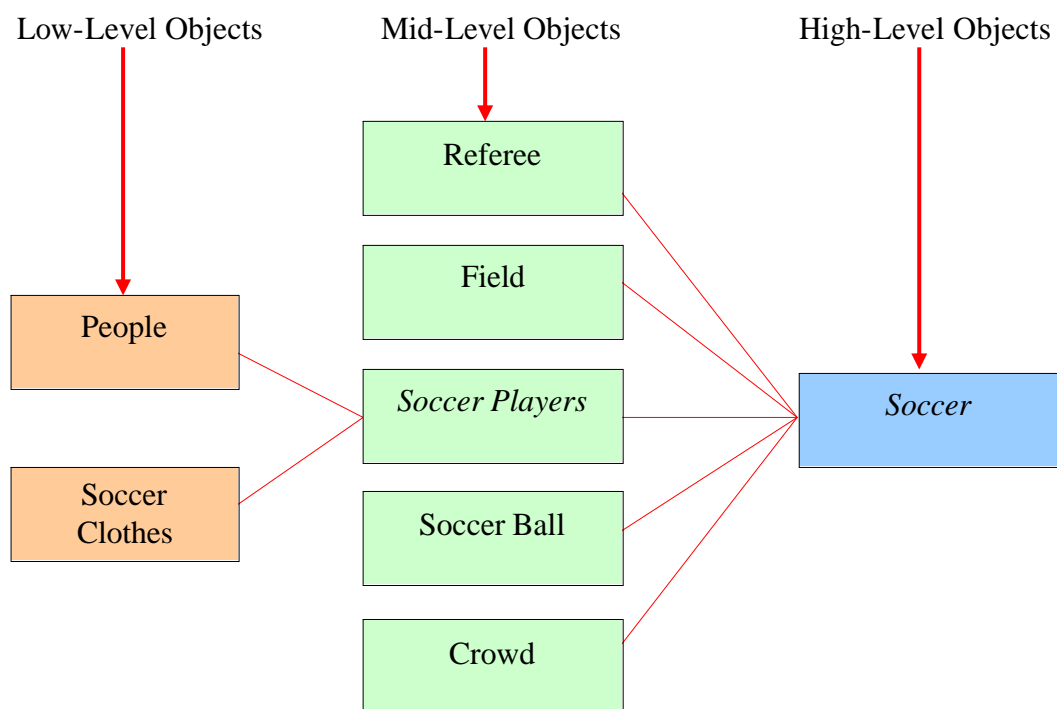 Low-Level Objects
Mid-Level Objects
High-Level Objects
Referee
Field
People
Soccer Players
Soccer
Soccer
Clothes
Soccer Ball
Crowd